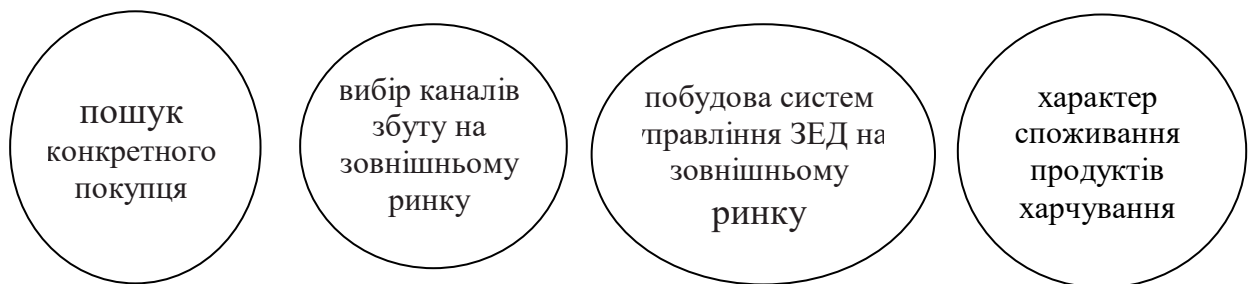 пошук
конкретного
покупця
вибір каналів
збуту на
зовнішньому
ринку
побудова систем
правління ЗЕД на
зовнішньому
ринку
характер
споживання
продуктів
харчування